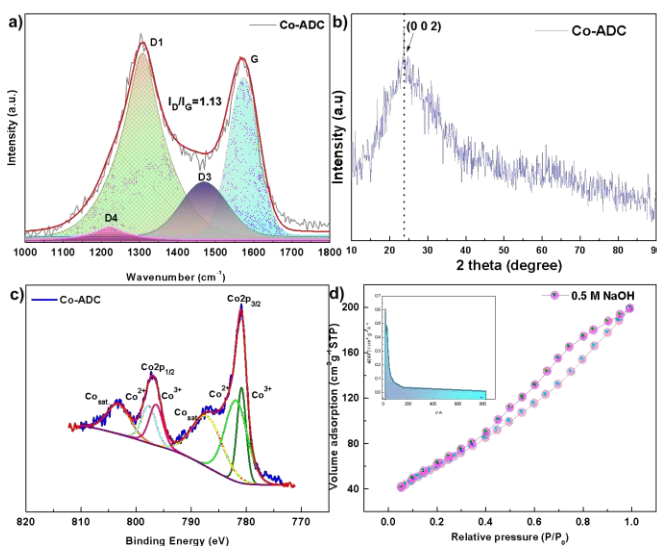 a)
Co-ADC
D1
G
I_D/I_G=1.13
D3
D4
Intensity (a.u.)
1000 1100 1200 1300 1400 1500 1600 1700 1800
Wavenumber (cm⁻¹)
b)
(0 0 2)
Co-ADC
Intensity (a.u)
10 20 30 40 50 60 70 80 90
2 theta (degree)
c)
Co-ADC
Co2p₃/₂
Co2p₁/₂
Co_sat.
Co²⁺
Co³⁺
Co_sat.
Co²⁺
Co³⁺
820 810 800 790 780 770
Binding Energy (eV)
d)
0.5 M NaOH
200
160
120
80
40
Volume adsorption (cm³g⁻¹STP)
0.0 0.2 0.4 0.6 0.8 1.0
Relative pressure (P/P₀)